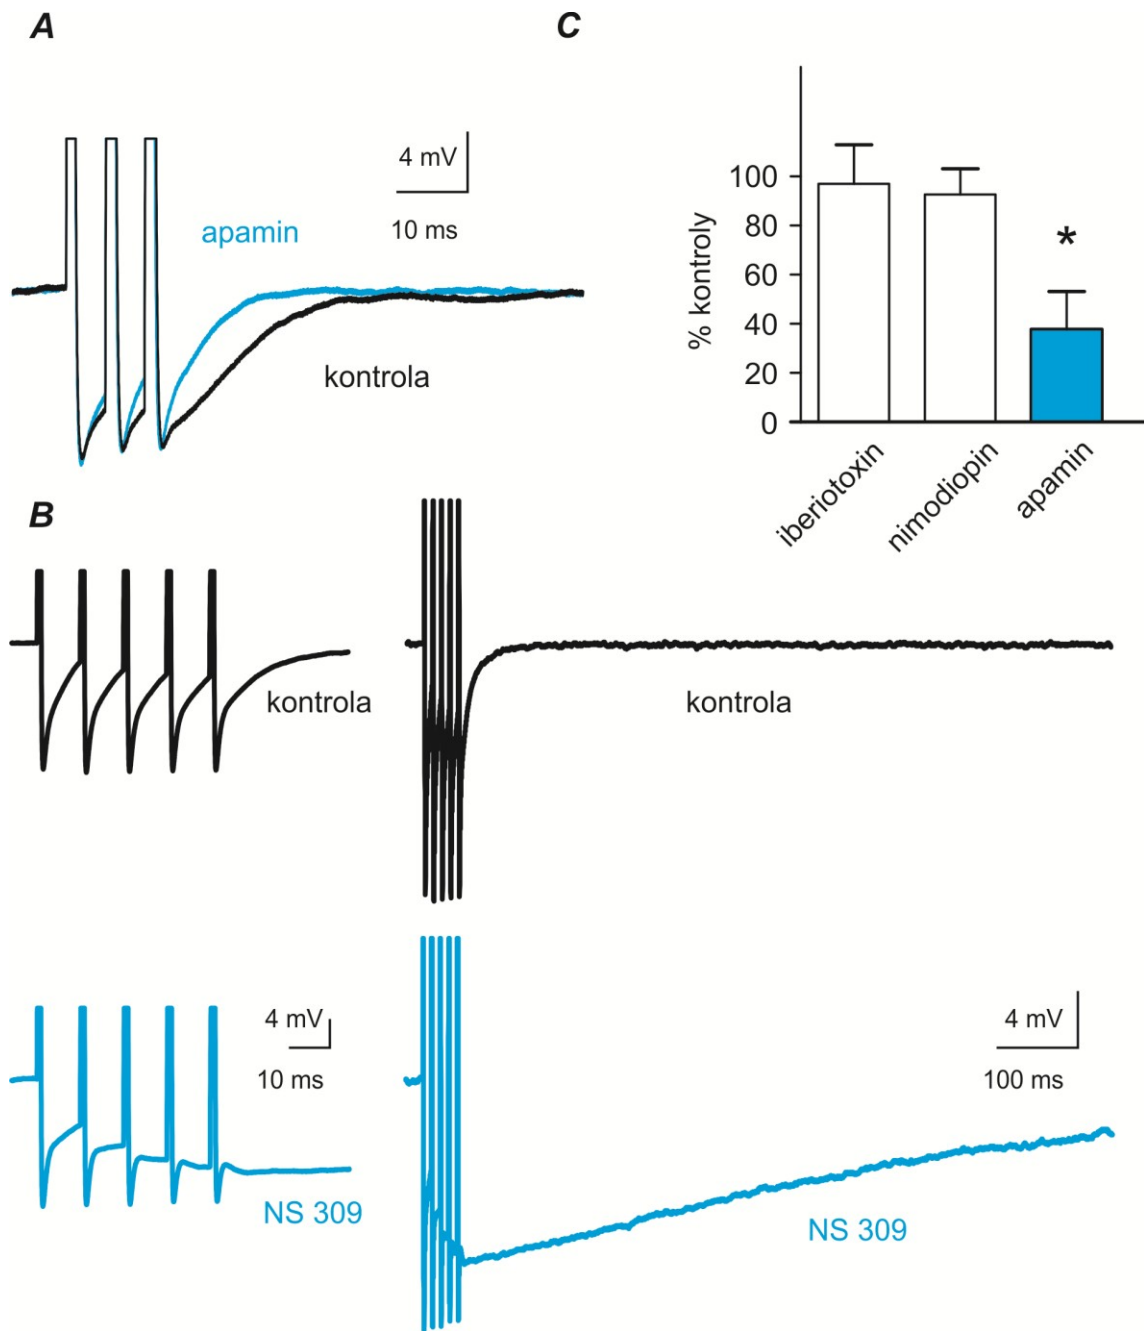 A
4 mV
10 ms
apamin
kontrola
C
% kontroly
100
80
60
40
20
0
*
iberiotoxin
nimodiopin
apamin
B
kontrola
kontrola
4 mV
10 ms
NS 309
4 mV
100 ms
NS 309